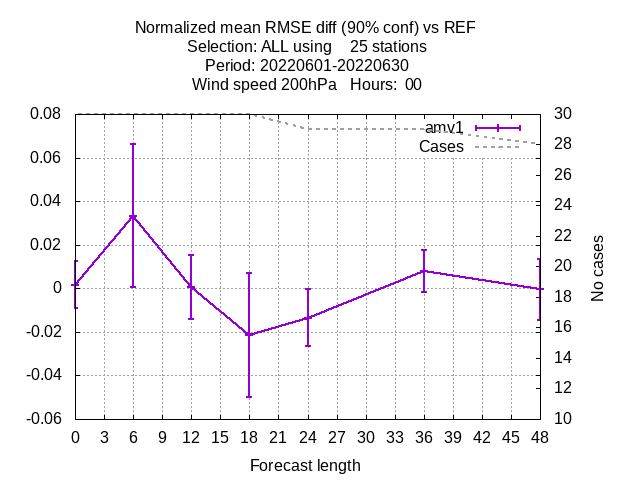 Normalized mean RMSE diff (90% conf) vs REF
Selection: ALL using    25 stations
Period: 20220601-20220630
Wind speed 200hPa   Hours:  00
amv1
Cases
0.08
0.06
0.04
0.02
0
-0.02
-0.04
-0.06
30
28
26
24
22
20
18
16
14
12
10
No cases
0 3 6 9 12 15 18 21 24 27 30 33 36 39 42 45 48
Forecast length